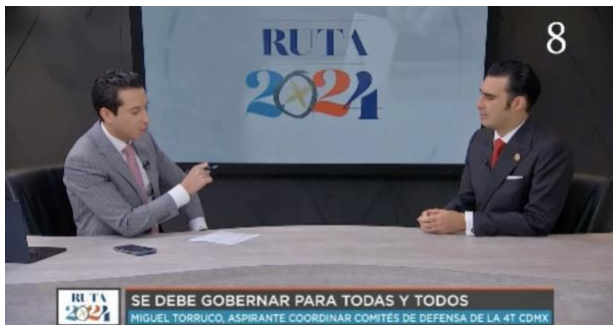 RUTA
2024
8
RUTA
2024
SE DEBE GOBERNAR PARA TODAS Y TODOS
MIGUEL TORRUCO, ASPIRANTE COORDINAR COMITÉS DE DEFENSA DE LA 4T CDMX